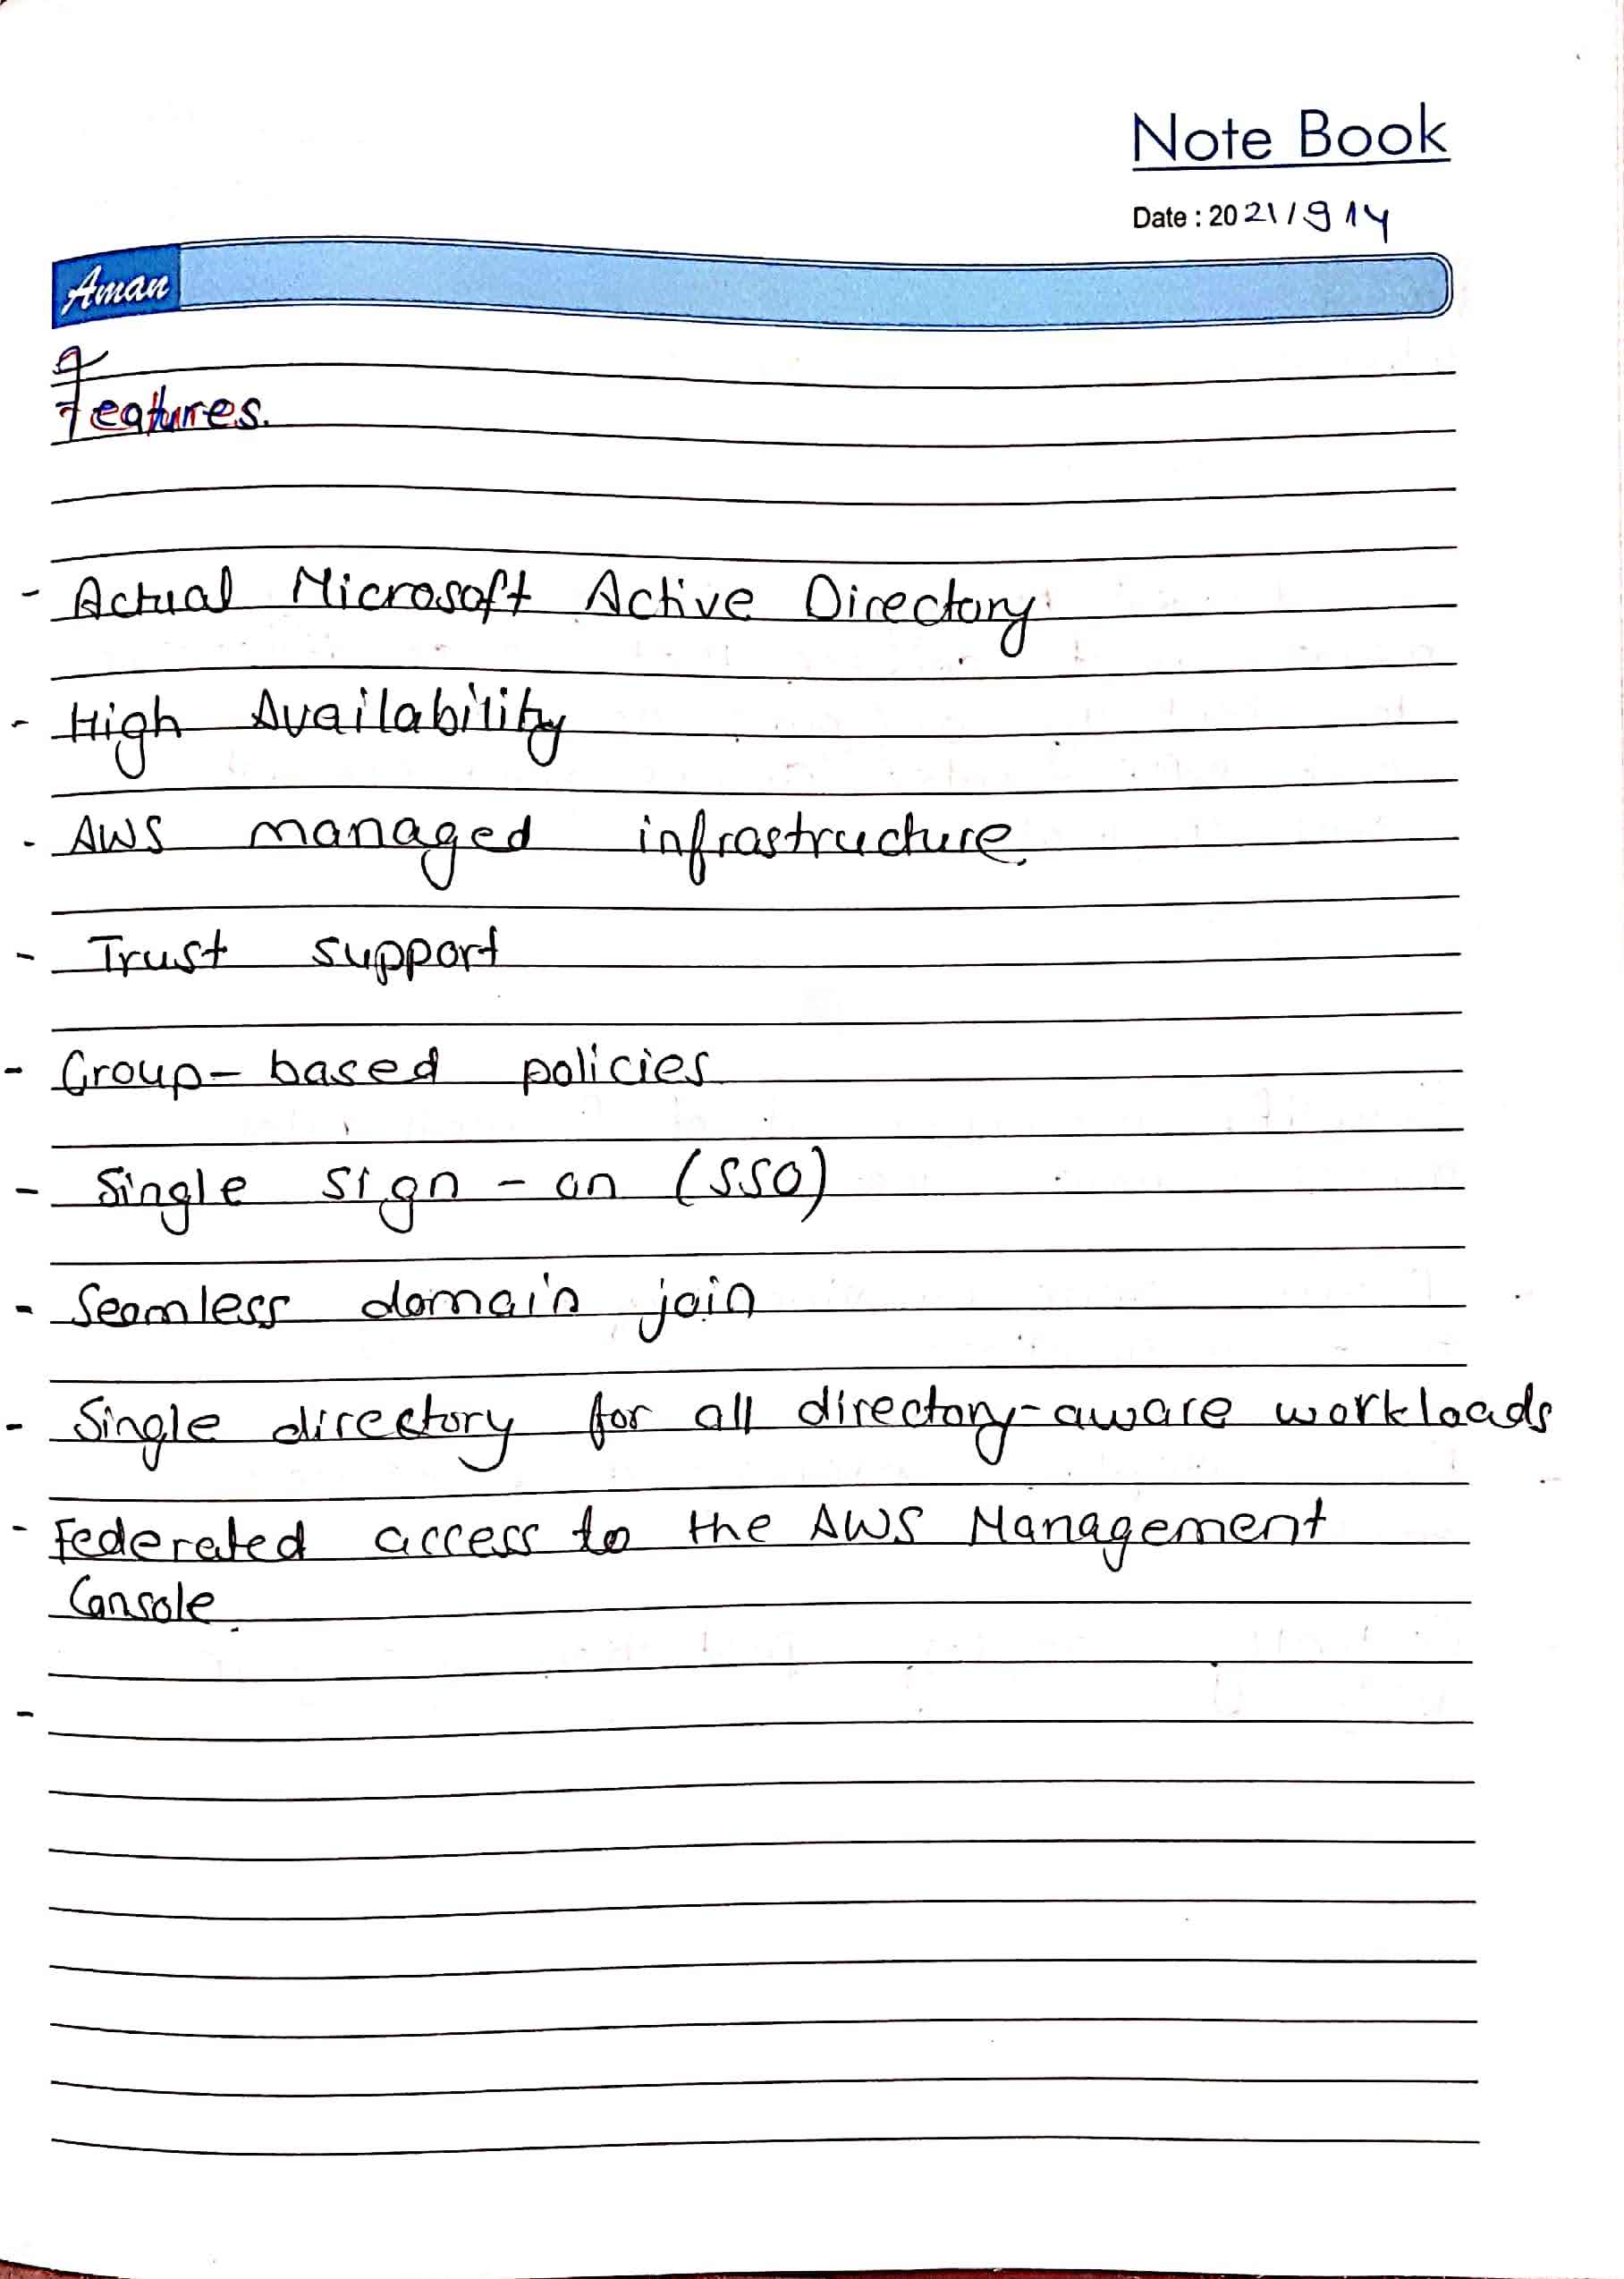 Note Book
Date : 2021/9/4
Aman
Features.
- Actual Microsoft Active Directory
- High Availability
- AWS managed infrastructure.
- Trust support
- Group-based policies
- Single sign-on (SSO)
- Seamless domain join
- Single directory for all directory-aware workloads
- Federated access to the AWS Management
Console.
-